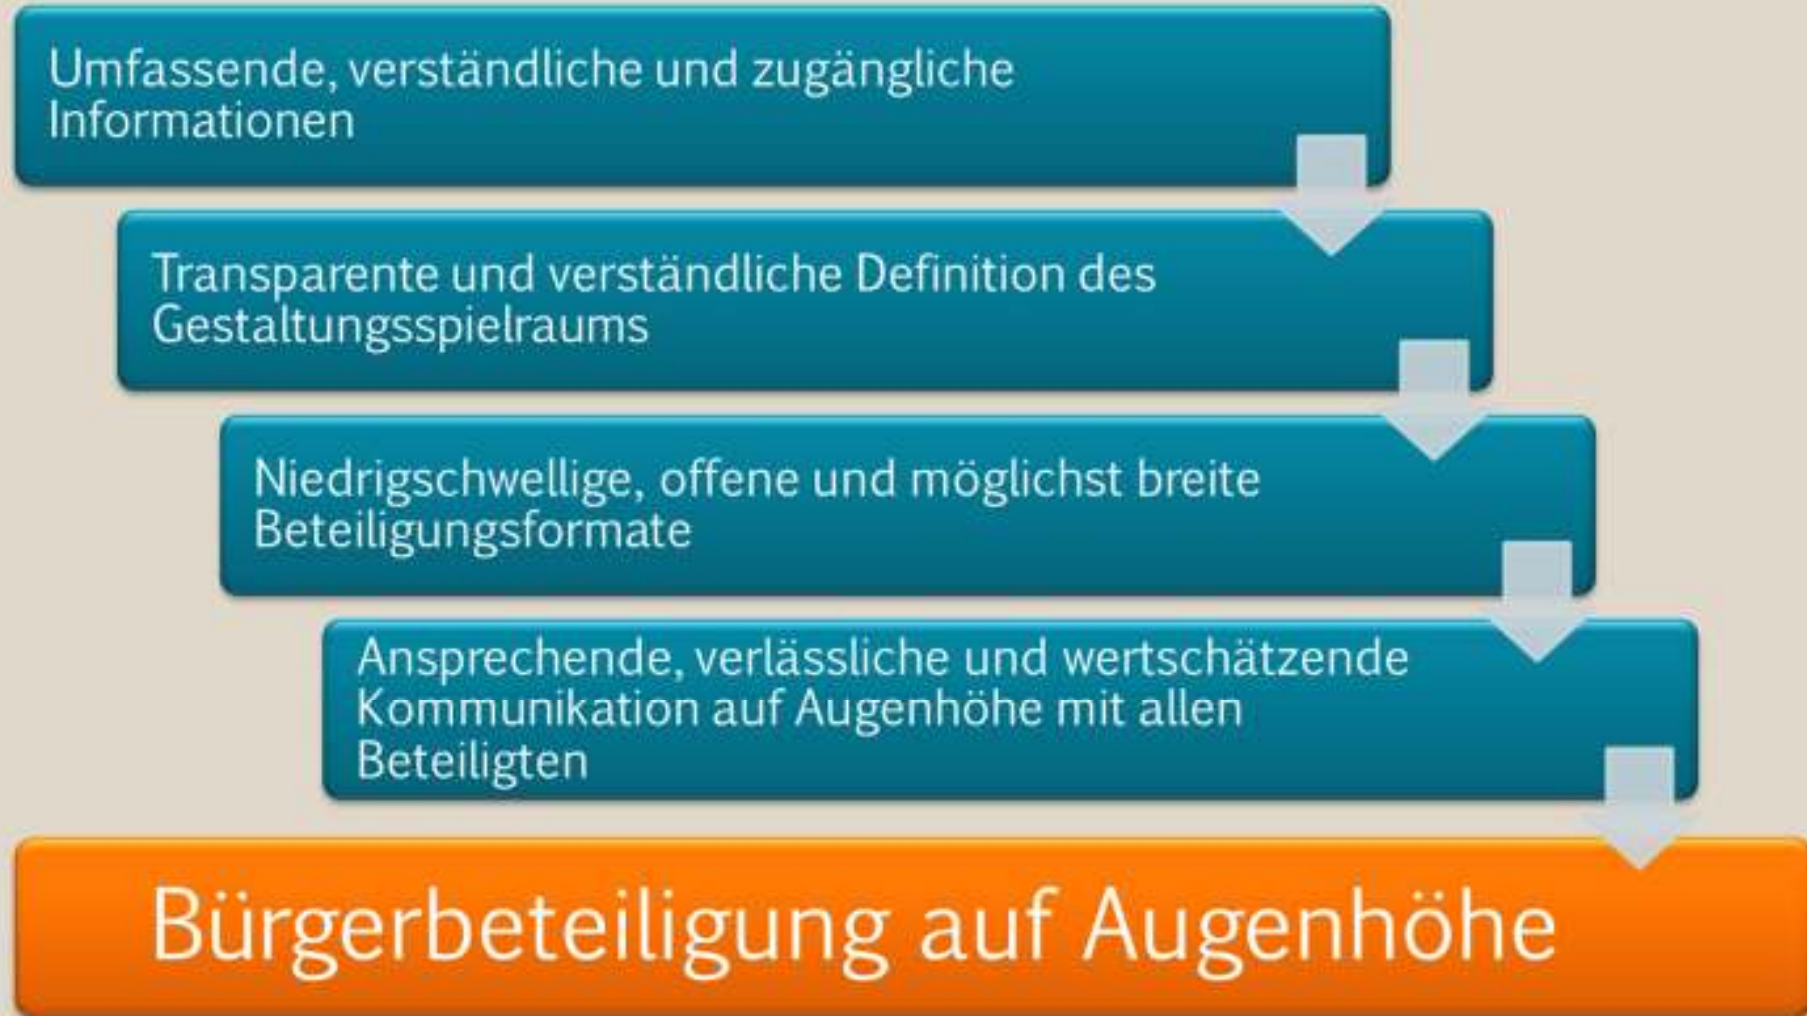 Umfassende, verständliche und zugängliche
Informationen
Transparente und verständliche Definition des
Gestaltungsspielraums
Niedrigschwellige, offene und möglichst breite
Beteiligungsformate
Ansprechende, verlässliche und wertschätzende
Kommunikation auf Augenhöhe mit allen
Beteiligten
Bürgerbeteiligung auf Augenhöhe